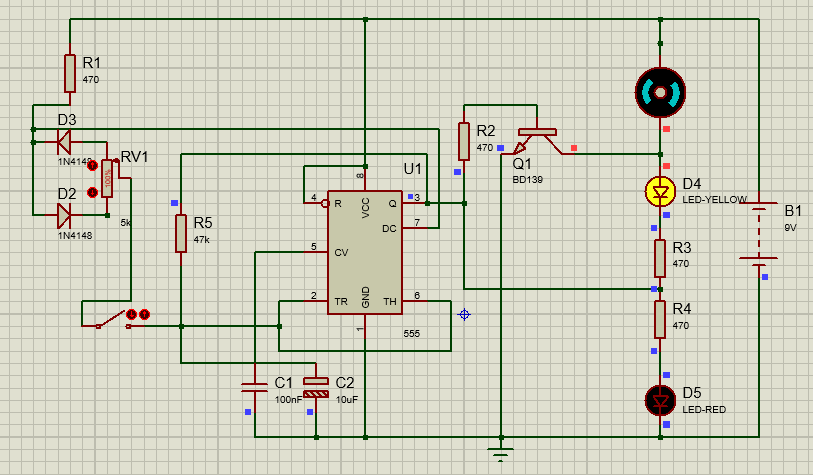 R1
470
D3
1N4148
RV1
100%
5k
D2
1N4148
R5
47k
U1
8
VCC
4
R
Q
3
DC
7
5
CV
2
TR
GND
TH
6
1
555
R2
470
Q1
BD139
D4
LED-YELLOW
R3
470
R4
470
D5
LED-RED
B1
9V
C1
100nF
C2
10uF